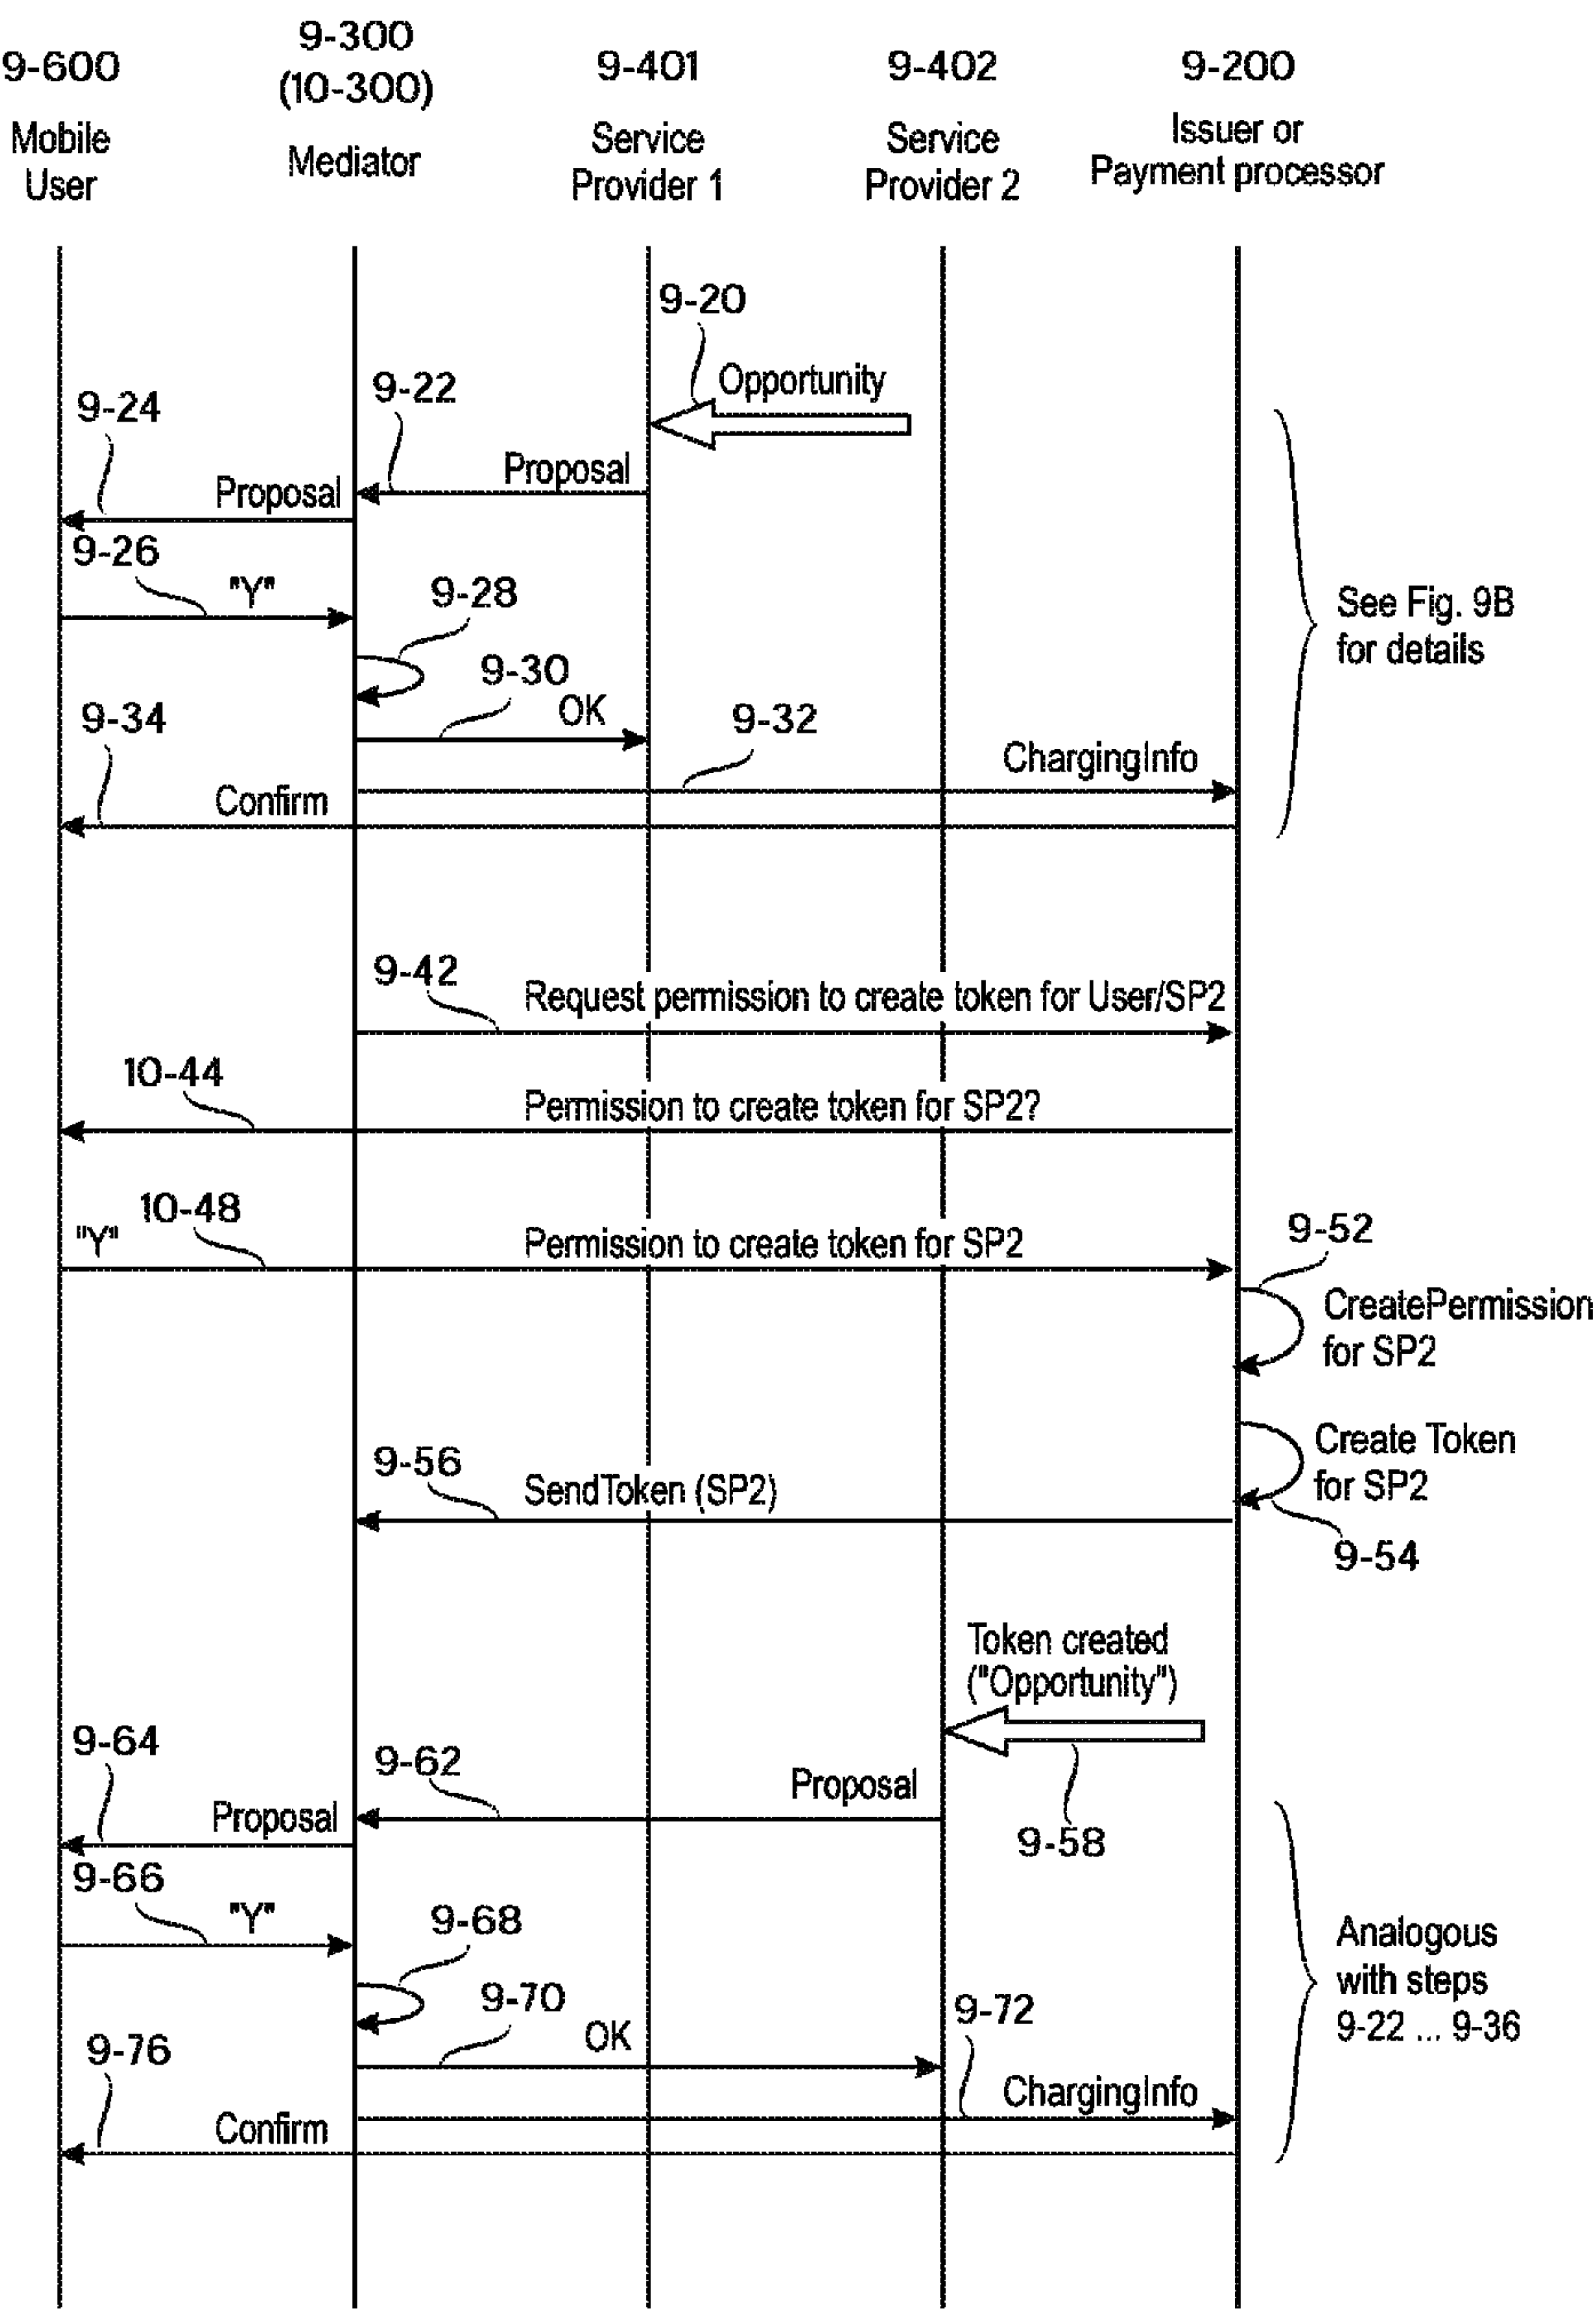 9-600
9-300
(10-300)
9-401
9-402
9-200
Mobile
User
Mediator
Service
Provider 1
Service
Provider 2
Issuer or
Payment processor
9-20
Opportunity
9-22
9-24
Proposal
Proposal
9-26
"Y"
9-28
See Fig. 9B
for details
9-30
OK
9-32
9-34
ChargingInfo
Confirm
9-42
Request permission to create token for User/SP2
10-44
Permission to create token for SP2?
10-48
"Y"
Permission to create token for SP2
9-52
CreatePermission
for SP2
Create Token
for SP2
9-54
9-56
SendToken (SP2)
Token created
("Opportunity")
9-58
9-64
9-62
Proposal
Proposal
9-66
"Y"
9-68
Analogous
with steps
9-22 ... 9-36
9-70
OK
9-72
9-76
ChargingInfo
Confirm